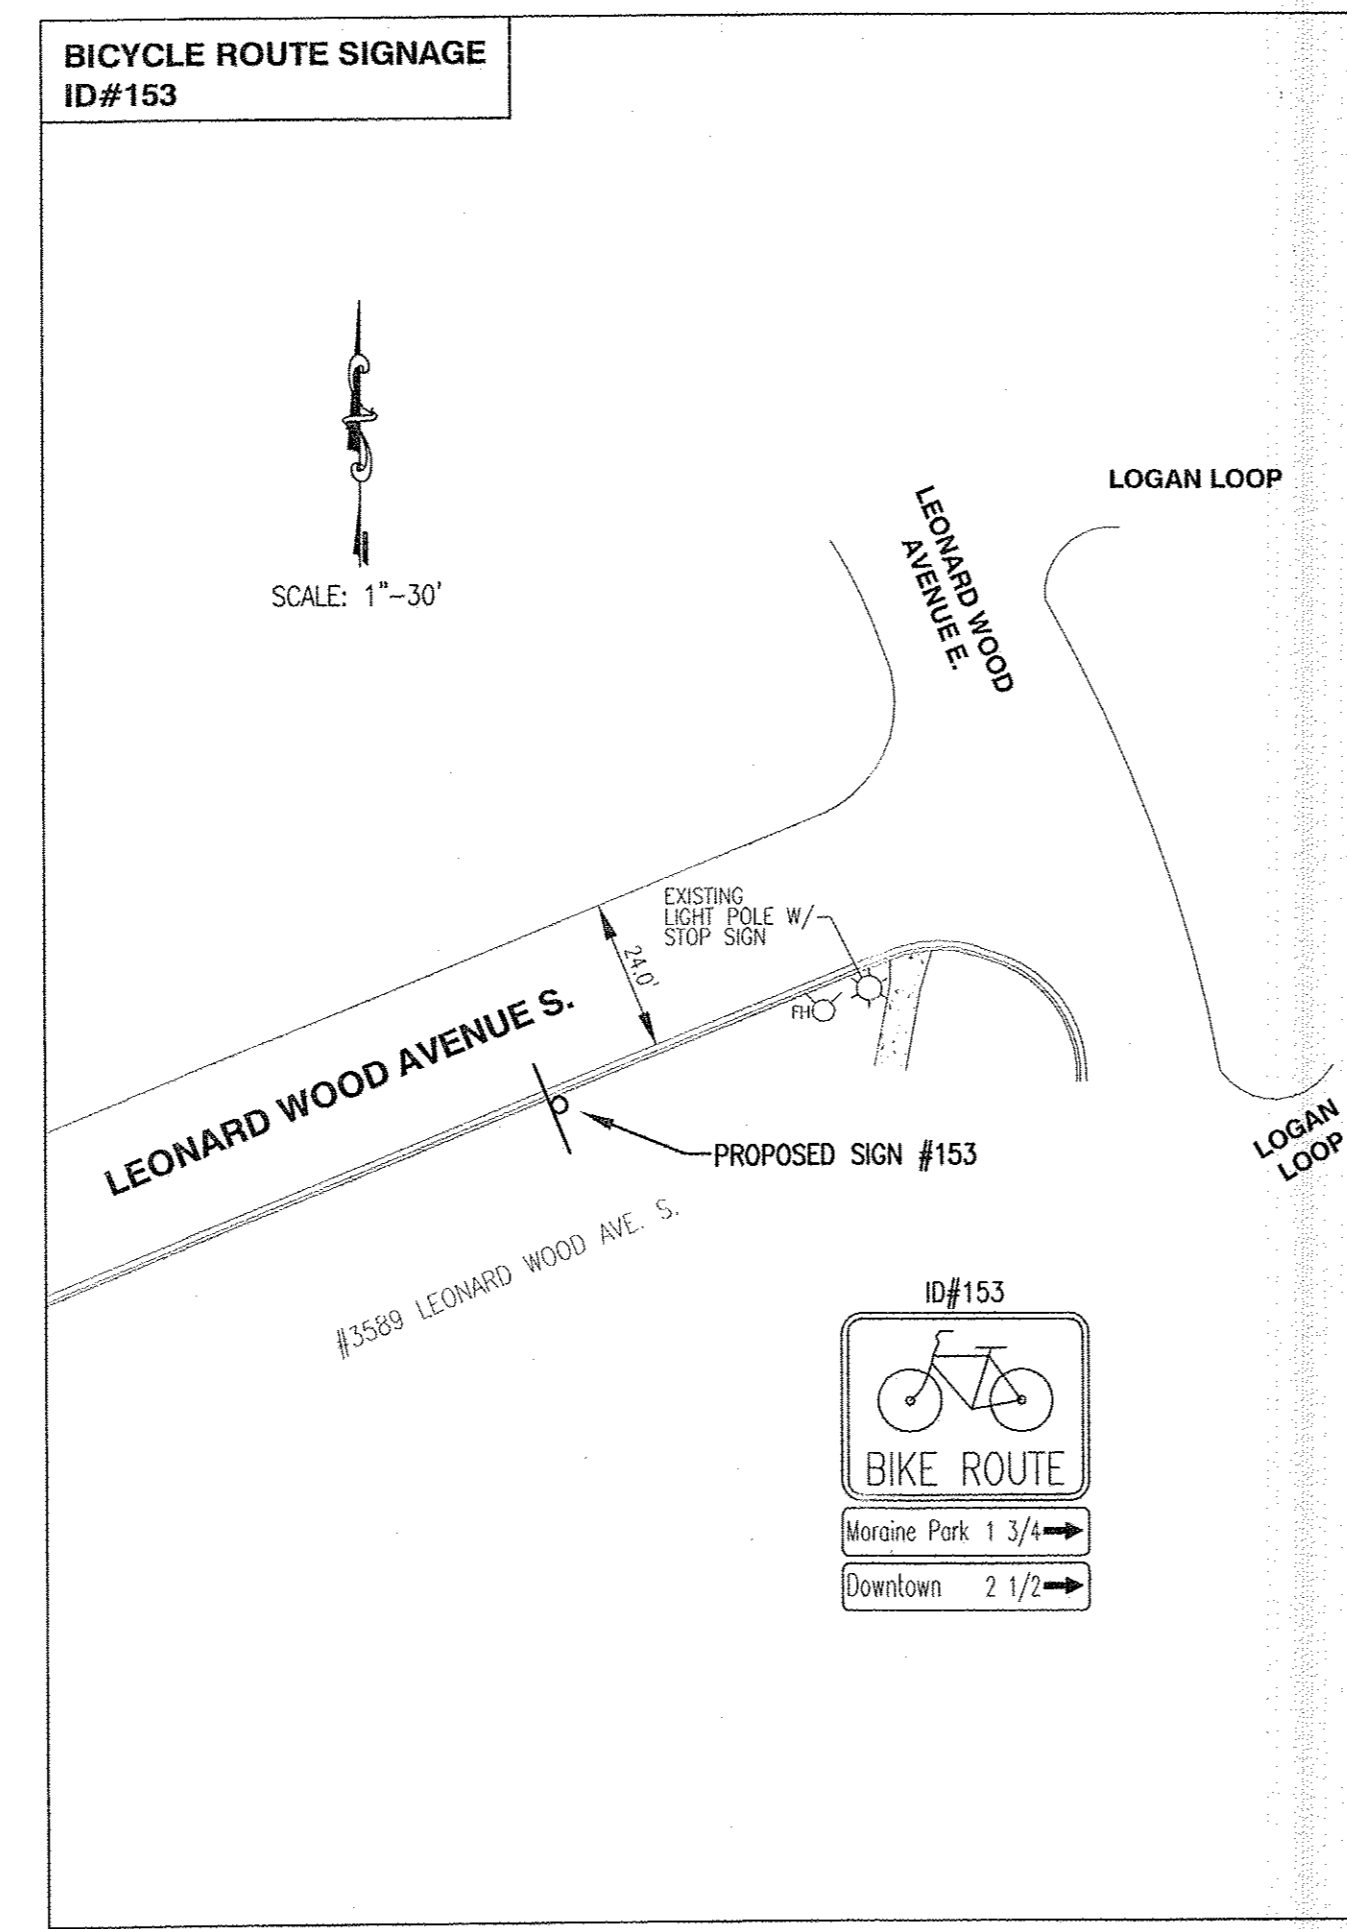 BICYCLE ROUTE SIGNAGE
ID#153
SCALE: 1"-30'
LOGAN LOOP
LEONARD WOOD
AVENUE E.
EXISTING
LIGHT POLE W/
STOP SIGN
24.0'
FH
LEONARD WOOD AVENUE S.
PROPOSED SIGN #153
LOGAN
LOOP
#3589 LEONARD WOOD AVE. S.
ID#153
BIKE ROUTE
Moraine Park 1 3/4
Downtown 2 1/2